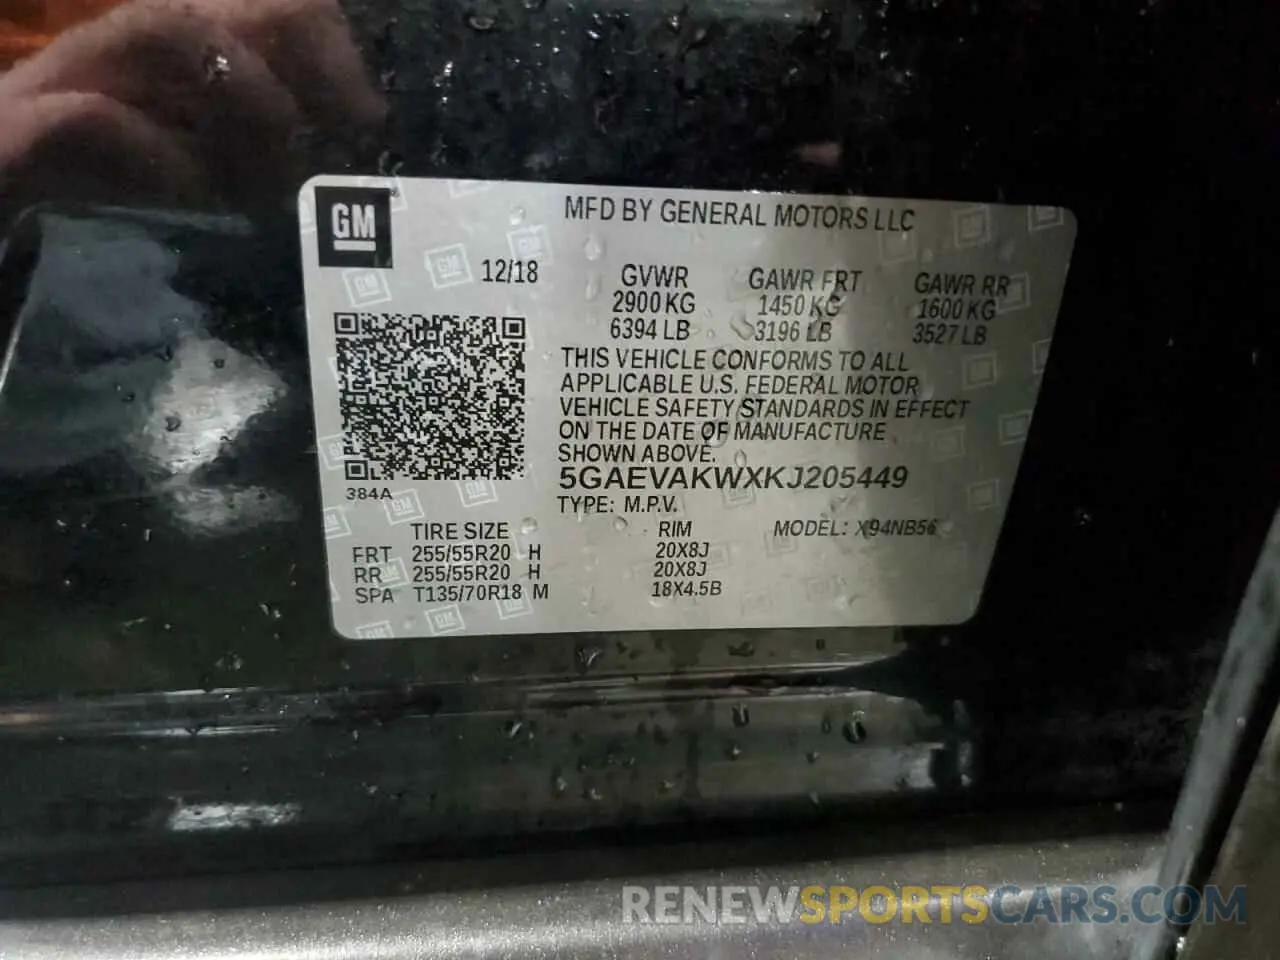 GM
MFD BY GENERAL MOTORS LLC
12/18 GVWR GAWR FRT GAWR RR
2900 KG 1450 KG 1600 KG
6394 LB 3196 LB 3527 LB
THIS VEHICLE CONFORMS TO ALL
APPLICABLE U.S. FEDERAL MOTOR
VEHICLE SAFETY STANDARDS IN EFFECT
ON THE DATE OF MANUFACTURE
SHOWN ABOVE.
5GAEVAKWXKJ205449
384A
TYPE: M.P.V.
TIRE SIZE RIM MODEL: X94NB56
FRT 255/55R20 H 20X8J
RR 255/55R20 H 20X8J
SPA T135/70R18 M 18X4.5B
RENEWSPORTSCARS.COM